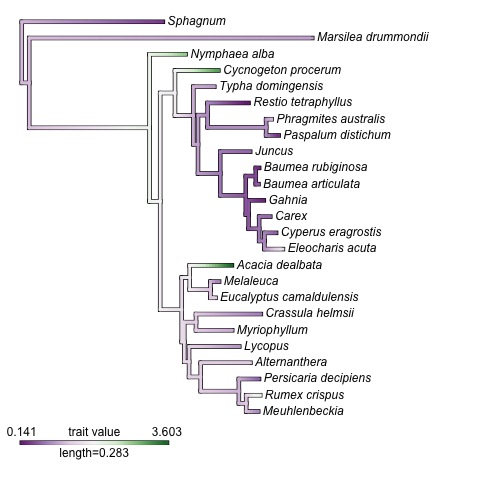 Sphagnum
Marsilea drummondii
Nymphaea alba
Cycnogeton procerum
Typha domingensis
Restio tetraphyllus
Phragmites australis
Paspalum distichum
Juncus
Baumea rubiginosa
Baumea articulata
Gahnia
Carex
Cyperus eragrostis
Eleocharis acuta
Acacia dealbata
Melaleuca
Eucalyptus camaldulensis
Crassula helmsii
Myriophyllum
Lycopus
Alternanthera
Persicaria decipiens
Rumex crispus
Meuhlenbeckia
0.141 trait value 3.603
length=0.283